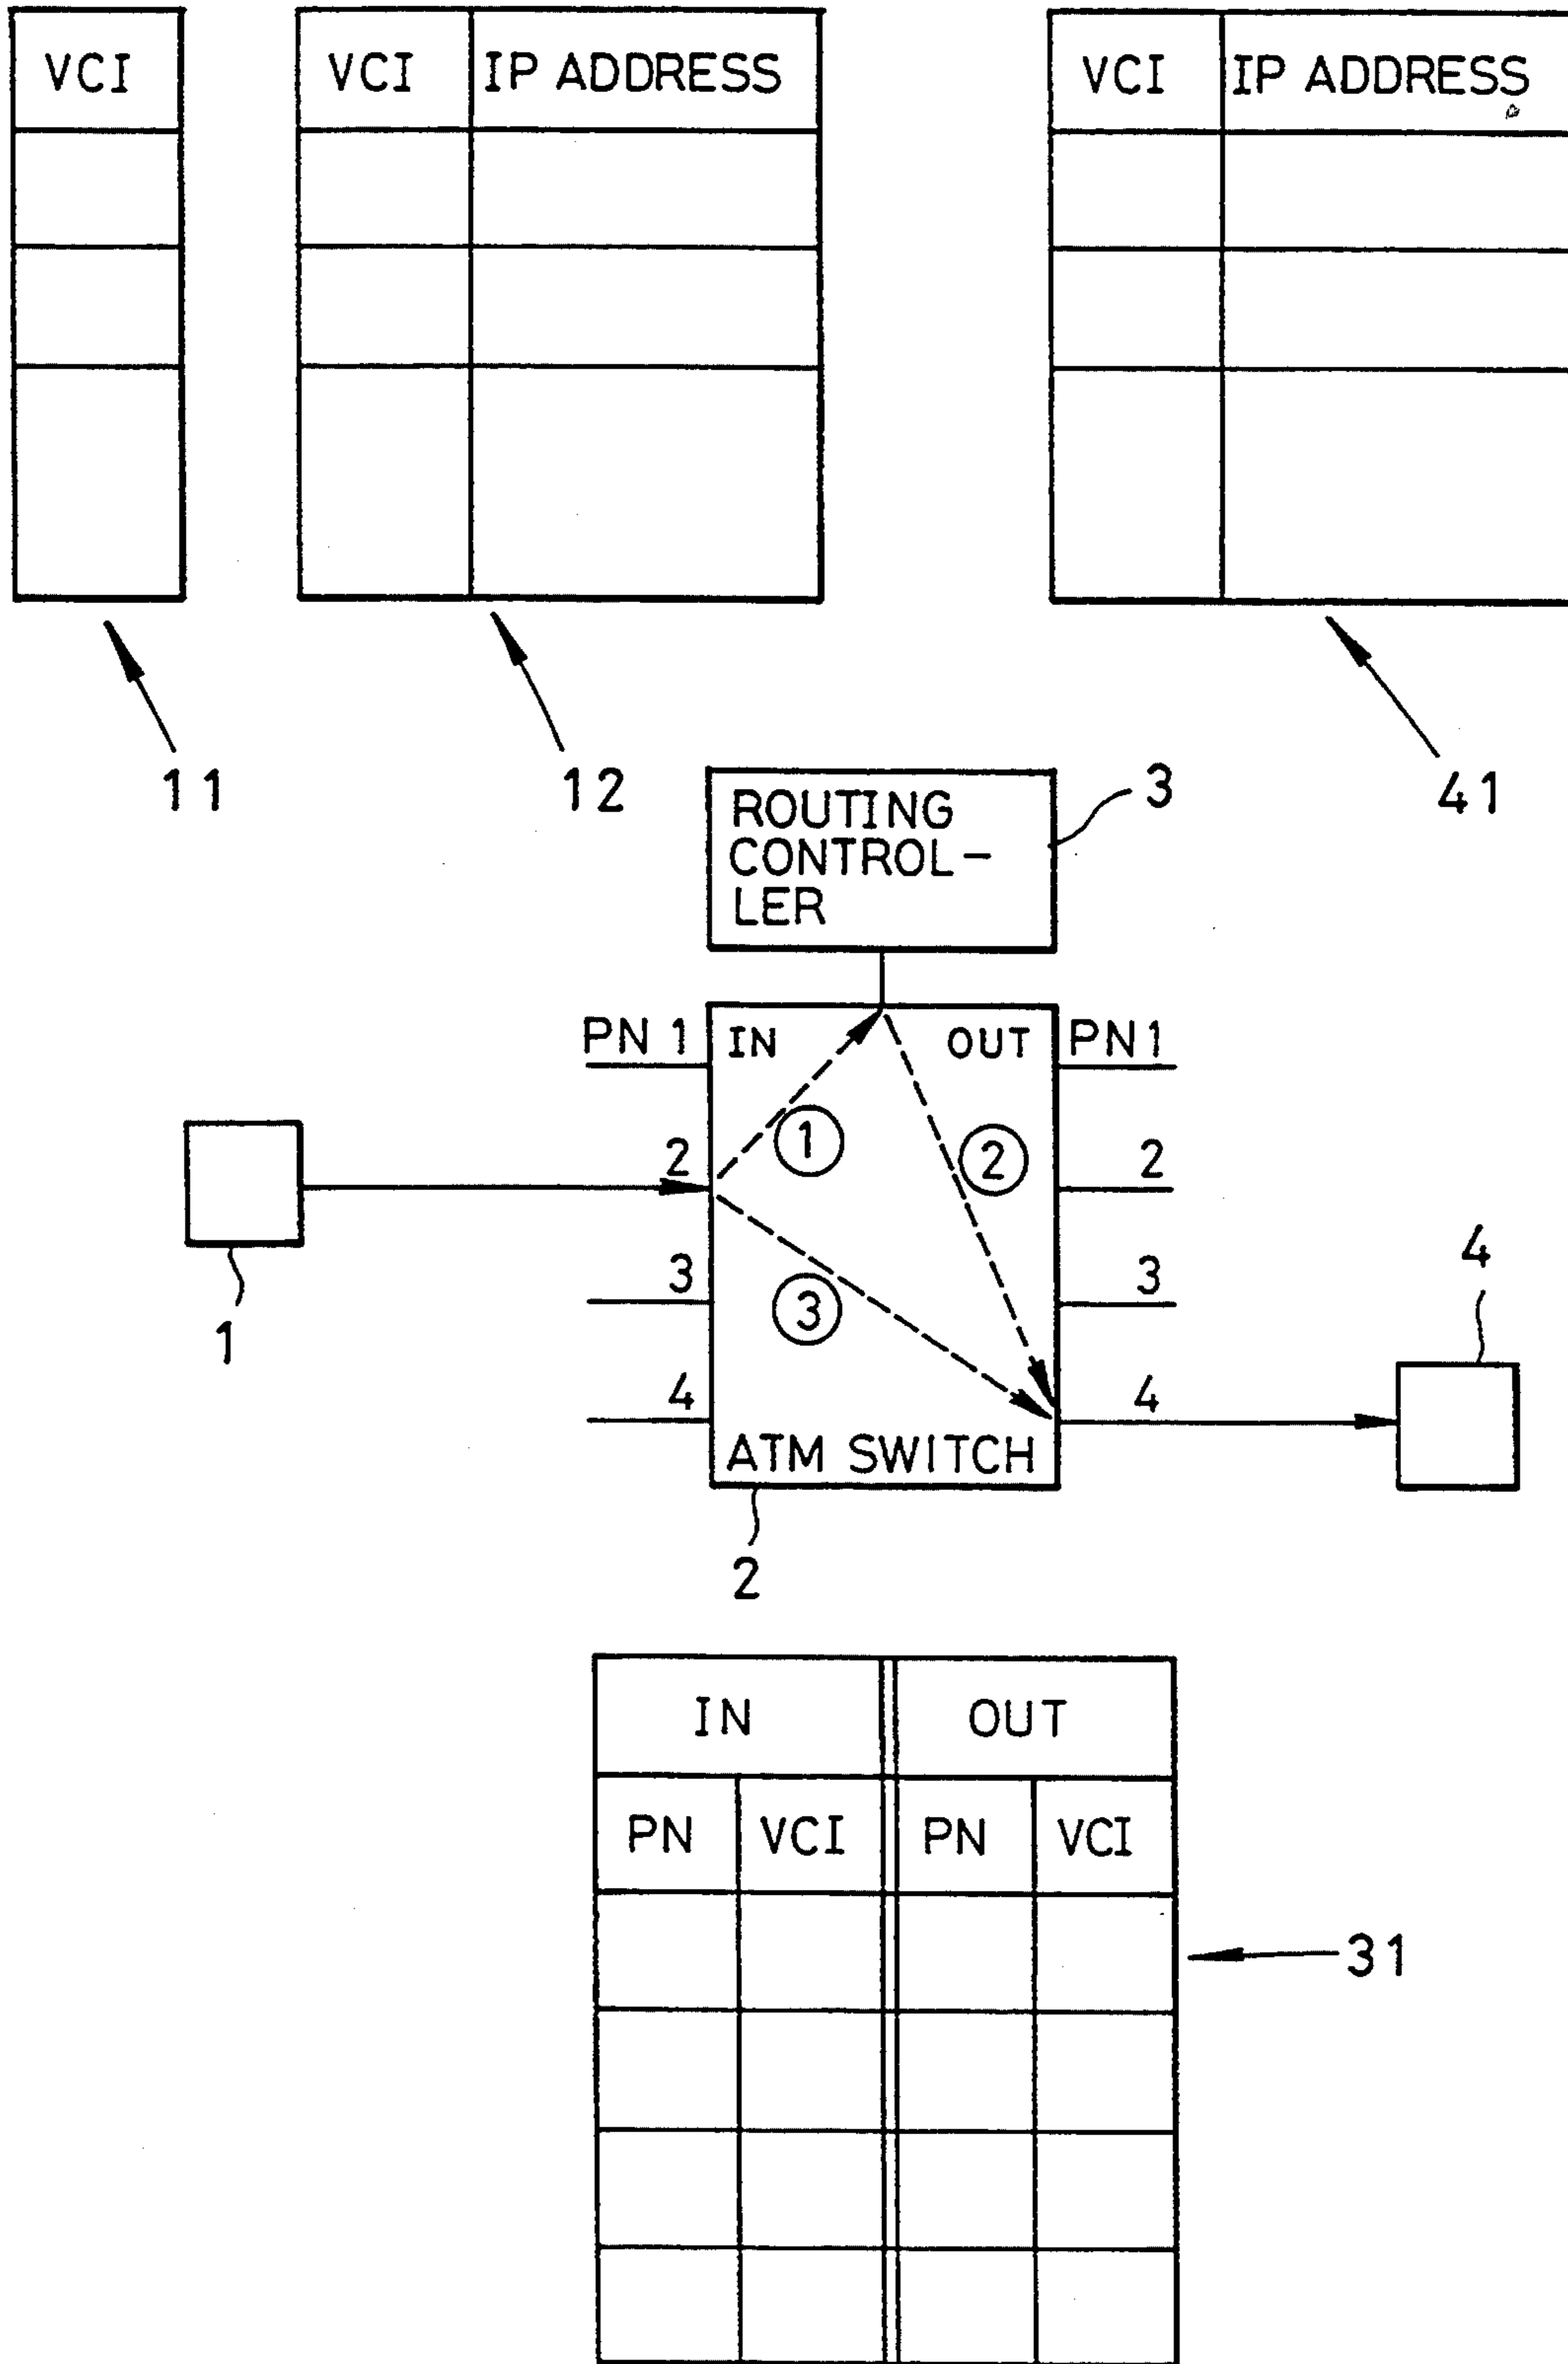 VCI
VCI IP ADDRESS
VCI IP ADDRESS
11
12
41
ROUTING
CONTROL-
LER
3
PN 1 IN OUT PN1
1
2
2
2
3
3
3
4
4
4
ATM SWITCH
1
2
IN OUT
PN VCI PN VCI
31